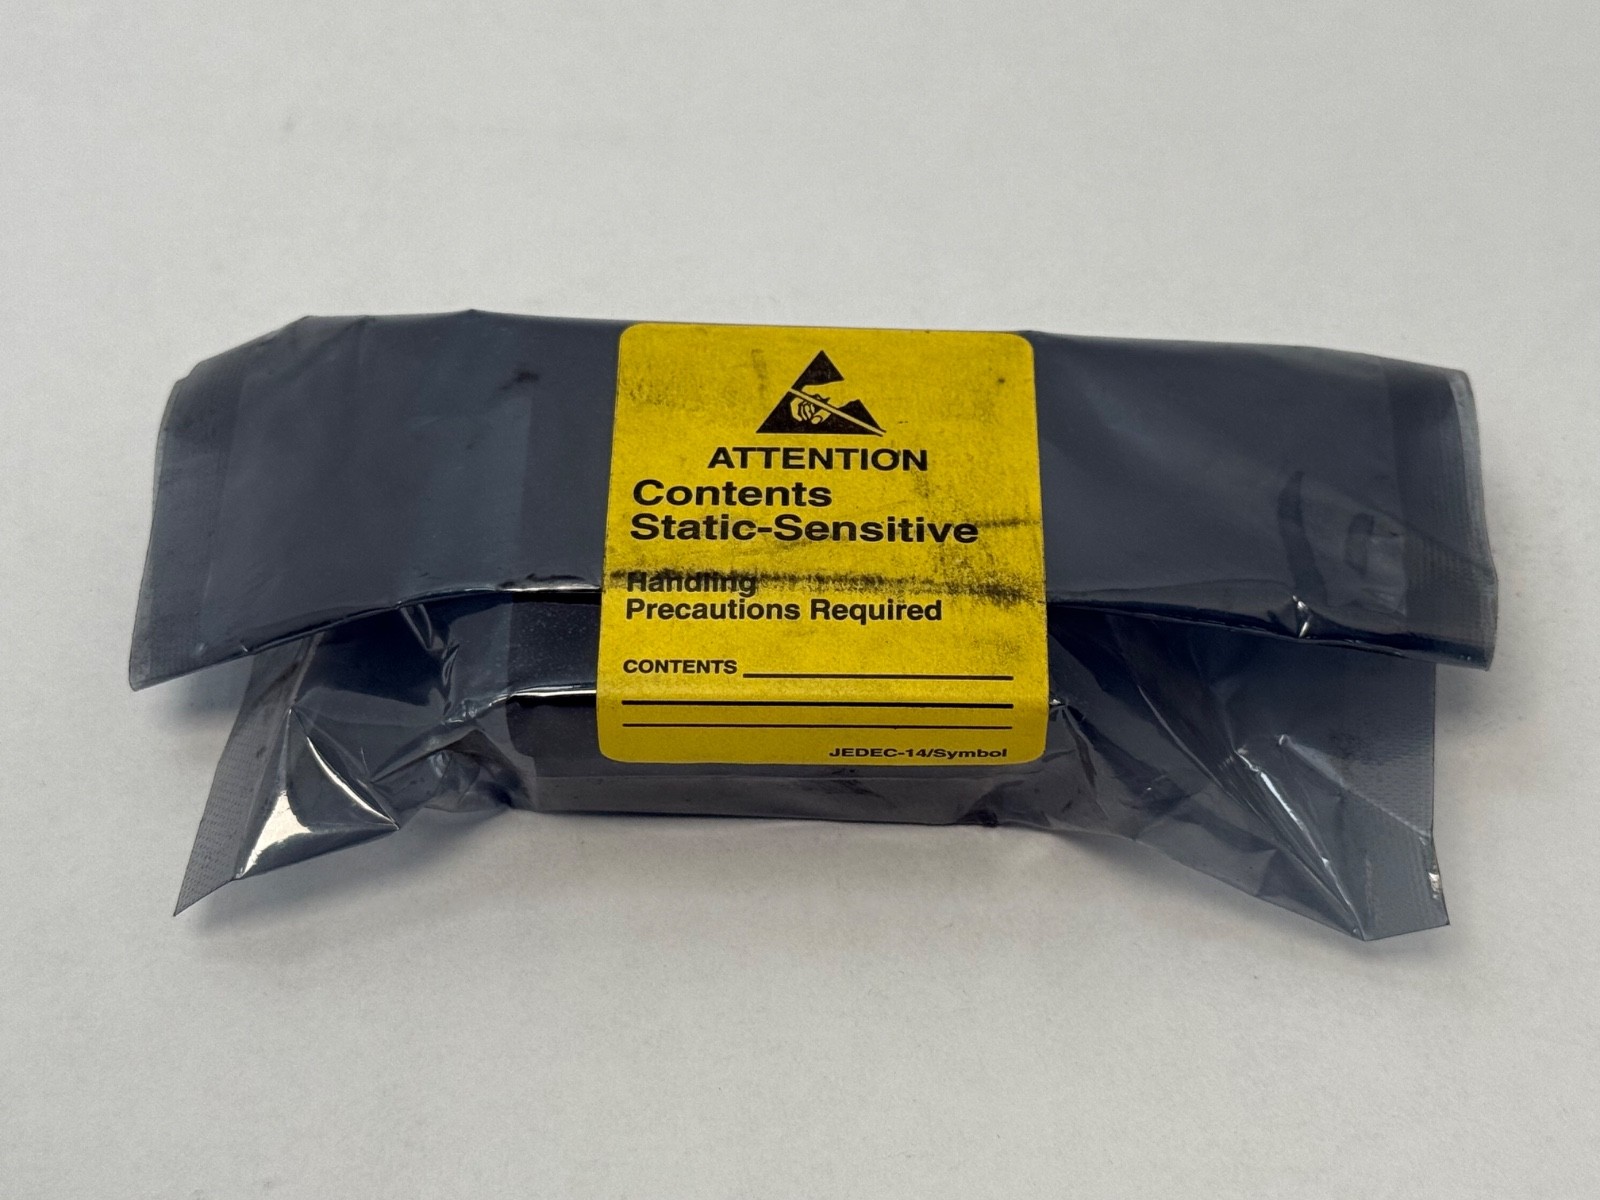 ATTENTION
Contents
Static-Sensitive
Handling
Precautions Required
CONTENTS
JEDEC-14/Symbol